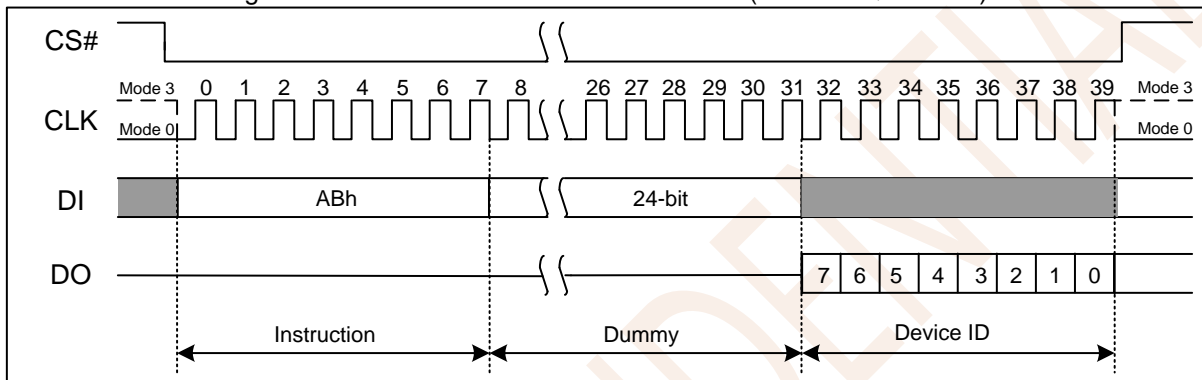 CS#
Mode 3 0 1 2 3 4 5 6 7 8 26 27 28 29 30 31 32 33 34 35 36 37 38 39 Mode 3
CLK
Mode 0 Mode 0
DI ABh 24-bit
DO 7 6 5 4 3 2 1 0
Instruction Dummy Device ID